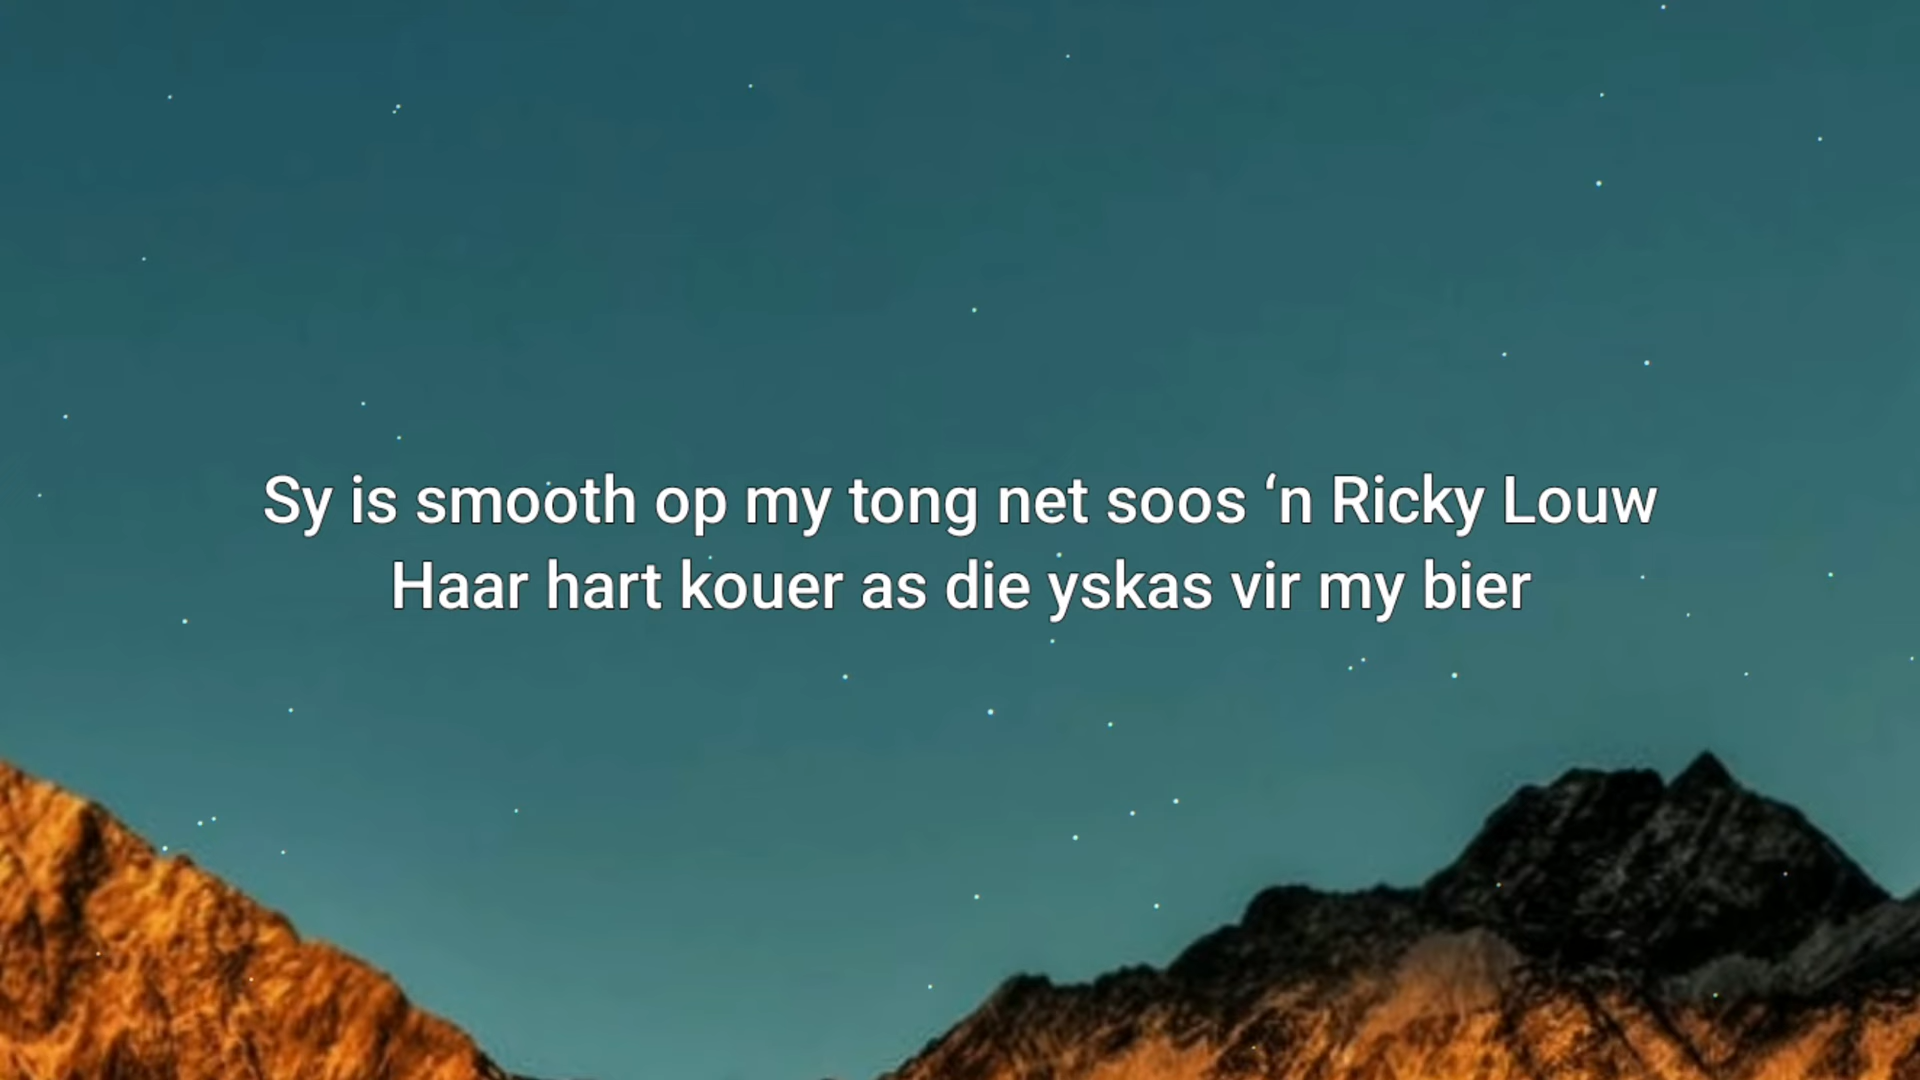 Sy is smooth op my tong net soos ‘n Ricky Louw
Haar hart kouer as die yskas vir my bier